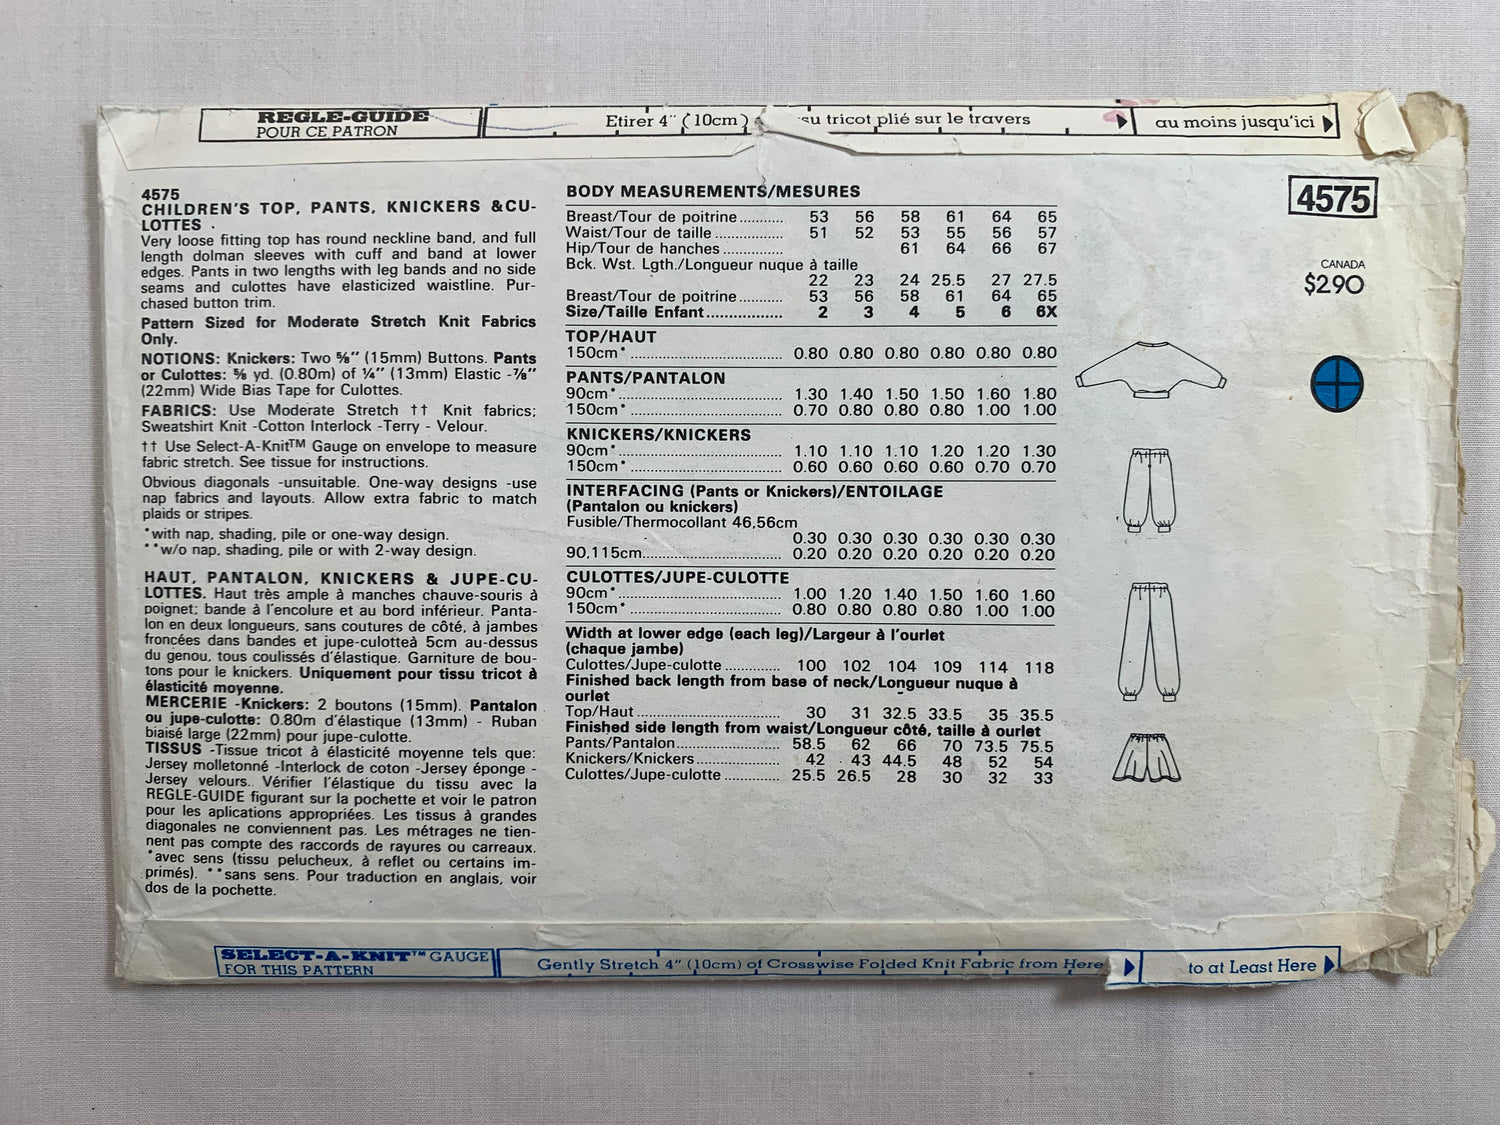 REGLE-GUIDE
POUR CE PATRON
Etirer 4″ (10cm) su tricot plié sur le travers
au moins jusqu'ici
4575
CHILDREN'S TOP, PANTS, KNICKERS &CU-
LOTTES .
Very loose fitting top has round neckline band, and full
length dolman sleeves with cuff and band at lower
edges. Pants in two lengths with leg bands and no side
seams and culottes have elasticized waistline. Pur-
chased button trim.
Pattern Sized for Moderate Stretch Knit Fabrics
Only.
NOTIONS: Knickers: Two ⅝″ (15mm) Buttons. Pants
or Culottes: ⅝ yd. (0.80m) of ¼″ (13mm) Elastic -⅞″
(22mm) Wide Bias Tape for Culottes.
FABRICS: Use Moderate Stretch †† Knit fabrics;
Sweatshirt Knit -Cotton Interlock -Terry - Velour.
†† Use Select-A-Knit™ Gauge on envelope to measure
fabric stretch. See tissue for instructions.
Obvious diagonals -unsuitable. One-way designs -use
nap fabrics and layouts. Allow extra fabric to match
plaids or stripes.
*with nap, shading, pile or one-way design.
**w/o nap, shading, pile or with 2-way design.
HAUT, PANTALON, KNICKERS & JUPE-CU-
LOTTES. Haut très ample à manches chauve-souris à
poignet; bande à l'encolure et au bord inférieur. Panta-
lon en deux longueurs, sans coutures de côté, à jambes
froncées dans bandes et jupe-culotteà 5cm au-dessus
du genou, tous coulissés d'élastique. Garniture de bou-
tons pour le knickers. Uniquement pour tissu tricot à
élasticité moyenne.
MERCERIE -Knickers: 2 boutons (15mm). Pantalon
ou jupe-culotte: 0.80m d'élastique (13mm) - Ruban
biaisé large (22mm) pour jupe-culotte.
TISSUS -Tissue tricot à élasticité moyenne tels que:
Jersey molletonné -Interlock de coton -Jersey éponge -
Jersey velours. Vérifier l'élastique du tissu avec la
REGLE-GUIDE figurant sur la pochette et voir le patron
pour les aplications appropriées. Les tissus à grandes
diagonales ne conviennent pas. Les métrages ne tien-
nent pas compte des raccords de rayures ou carreaux.
*avec sens (tissu pelucheux, à reflet ou certains im-
primés). **sans sens. Pour traduction en anglais, voir
dos de la pochette.
BODY MEASUREMENTS/MESURES
Breast/Tour de poitrine........... 53 56 58 61 64 65
Waist/Tour de taille ................. 51 52 53 55 56 57
Hip/Tour de hanches ............... 61 64 66 67
Bck. Wst. Lgth./Longueur nuque à taille
22 23 24 25.5 27 27.5
Breast/Tour de poitrine........... 53 56 58 61 64 65
Size/Taille Enfant................. 2 3 4 5 6 6X
TOP/HAUT
150cm* .................................. 0.80 0.80 0.80 0.80 0.80 0.80
PANTS/PANTALON
90cm*.................................... 1.30 1.40 1.50 1.50 1.60 1.80
150cm* .................................. 0.70 0.80 0.80 0.80 1.00 1.00
KNICKERS/KNICKERS
90cm*.................................... 1.10 1.10 1.10 1.20 1.20 1.30
150cm* .................................. 0.60 0.60 0.60 0.60 0.70 0.70
INTERFACING (Pants or Knickers)/ENTOILAGE
(Pantalon ou knickers)
Fusible/Thermocollant 46,56cm
0.30 0.30 0.30 0.30 0.30 0.30
90,115cm............................... 0.20 0.20 0.20 0.20 0.20 0.20
CULOTTES/JUPE-CULOTTE
90cm* ................................... 1.00 1.20 1.40 1.50 1.60 1.60
150cm* .................................. 0.80 0.80 0.80 0.80 1.00 1.00
Width at lower edge (each leg)/Largeur à l'ourlet
(chaque jambe)
Culottes/Jupe-culotte ............. 100 102 104 109 114 118
Finished back length from base of neck/Longueur nuque à
ourlet
Top/Haut ................................. 30 31 32.5 33.5 35 35.5
Finished side length from waist/Longueur côté, taille à ourlet
Pants/Pantalon........................ 58.5 62 66 70 73.5 75.5
Knickers/Knickers ................... 42 43 44.5 48 52 54
Culottes/Jupe-culotte ............. 25.5 26.5 28 30 32 33
4575
CANADA
$2.90
SELECT-A-KNIT™ GAUGE
FOR THIS PATTERN
Gently Stretch 4″ (10cm) of Crosswise Folded Knit Fabric from Here
to at Least Here